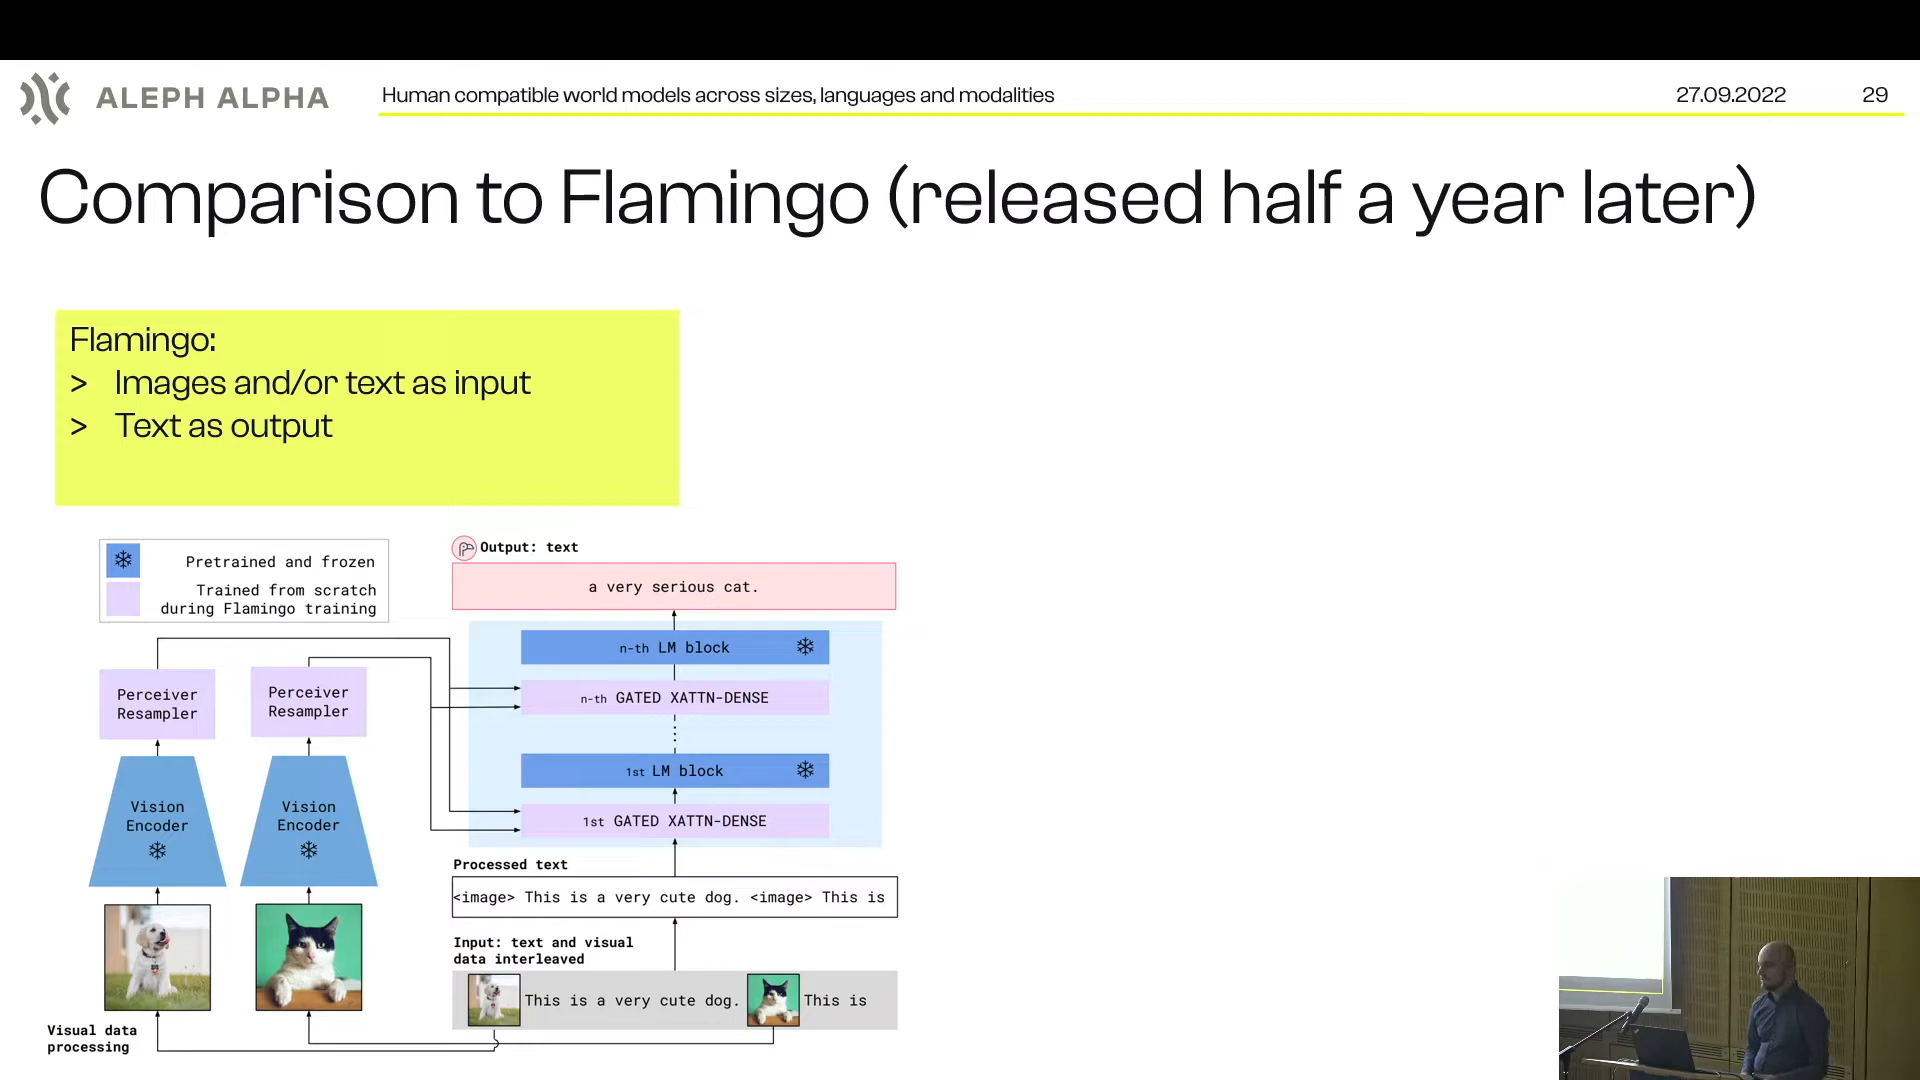 ALEPH ALPHA
Human compatible world models across sizes, languages and modalities
27.09.2022
29
Comparison to Flamingo (released half a year later)
Flamingo:
> Images and/or text as input
> Text as output
Pretrained and frozen
Trained from scratch
during Flamingo training
Output: text
a very serious cat.
n-th LM block
n-th GATED XATTN-DENSE
1st LM block
1st GATED XATTN-DENSE
Perceiver
Resampler
Perceiver
Resampler
Vision
Encoder
Vision
Encoder
Processed text
<image> This is a very cute dog. <image> This is
Input: text and visual
data interleaved
This is a very cute dog.
This is
Visual data
processing